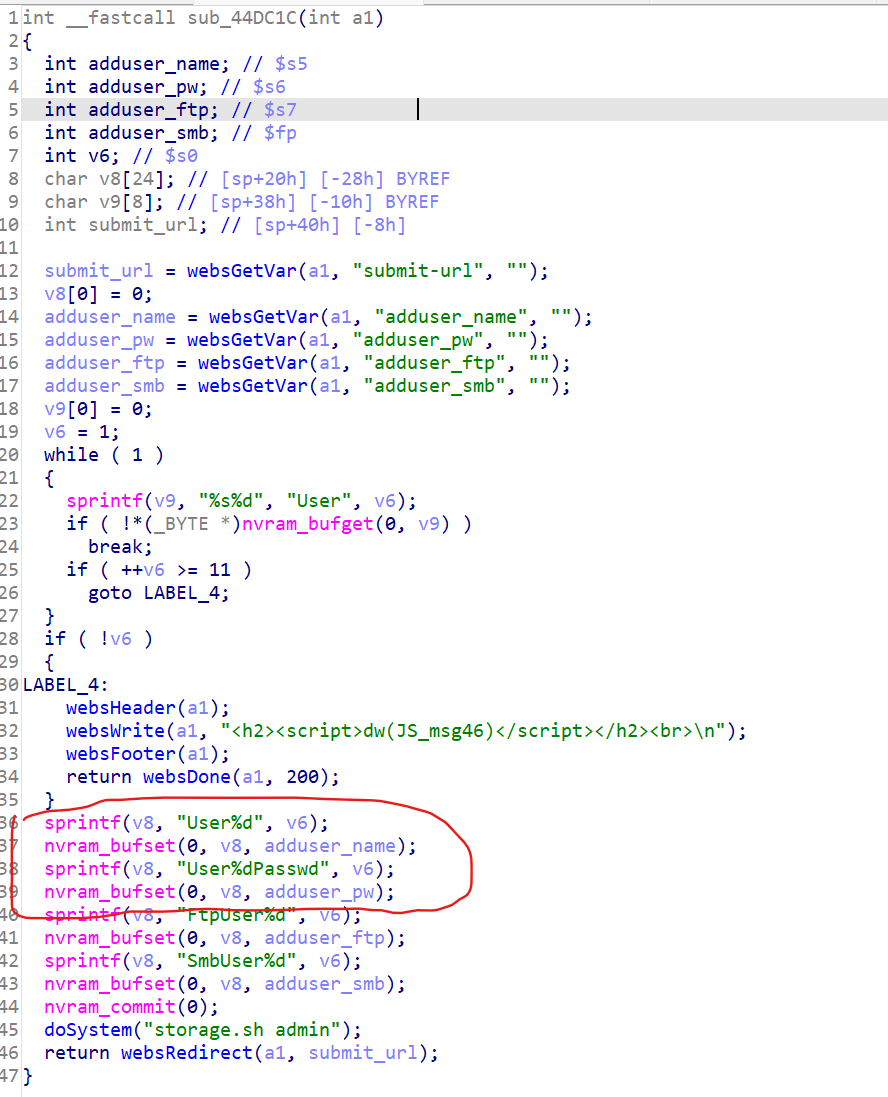 1 int __fastcall sub_44DC1C(int a1)
2 {
3 int adduser_name; // $s5
4 int adduser_pw; // $s6
5 int adduser_ftp; // $s7
6 int adduser_smb; // $fp
7 int v6; // $s0
8 char v8[24]; // [sp+20h] [-28h] BYREF
9 char v9[8]; // [sp+38h] [-10h] BYREF
10 int submit_url; // [sp+40h] [-8h]
11
12 submit_url = websGetVar(a1, "submit-url", "");
13 v8[0] = 0;
14 adduser_name = websGetVar(a1, "adduser_name", "");
15 adduser_pw = websGetVar(a1, "adduser_pw", "");
16 adduser_ftp = websGetVar(a1, "adduser_ftp", "");
17 adduser_smb = websGetVar(a1, "adduser_smb", "");
18 v9[0] = 0;
19 v6 = 1;
20 while ( 1 )
21 {
22 sprintf(v9, "%s%d", "User", v6);
23 if ( !*(_BYTE *)nvram_bufget(0, v9) )
24 break;
25 if ( ++v6 >= 11 )
26 goto LABEL_4;
27 }
28 if ( !v6 )
29 {
30 LABEL_4:
31 websHeader(a1);
32 websWrite(a1, "<h2><script>dw(JS_msg46)</script></h2><br>\n");
33 websFooter(a1);
34 return websDone(a1, 200);
35 }
36 sprintf(v8, "User%d", v6);
37 nvram_bufset(0, v8, adduser_name);
38 sprintf(v8, "User%dPasswd", v6);
39 nvram_bufset(0, v8, adduser_pw);
40 sprintf(v8, "FtpUser%d", v6);
41 nvram_bufset(0, v8, adduser_ftp);
42 sprintf(v8, "SmbUser%d", v6);
43 nvram_bufset(0, v8, adduser_smb);
44 nvram_commit(0);
45 doSystem("storage.sh admin");
46 return websRedirect(a1, submit_url);
47 }